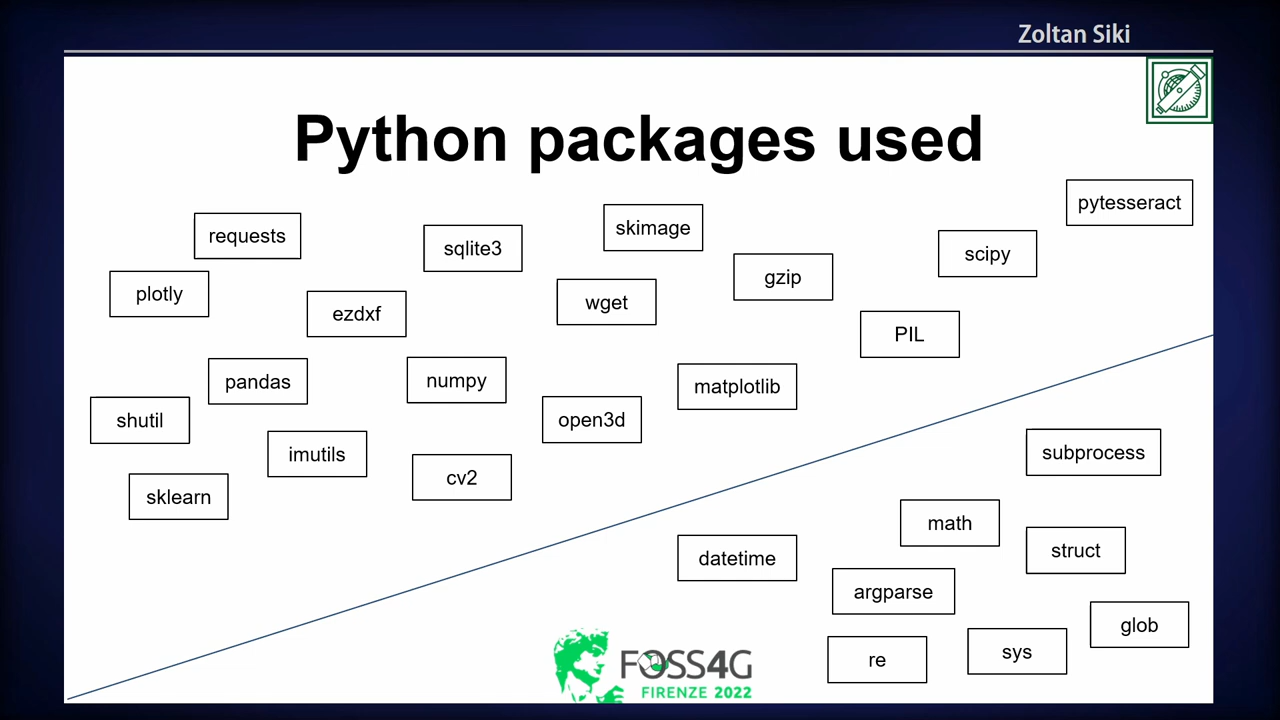 Zoltan Siki
Python packages used
pytesseract
requests
sqlite3
skimage
scipy
gzip
plotly
ezdxf
wget
PIL
pandas
numpy
matplotlib
shutil
open3d
imutils
cv2
sklearn
subprocess
math
struct
datetime
argparse
glob
re
sys
FOSS4G
FIRENZE 2022